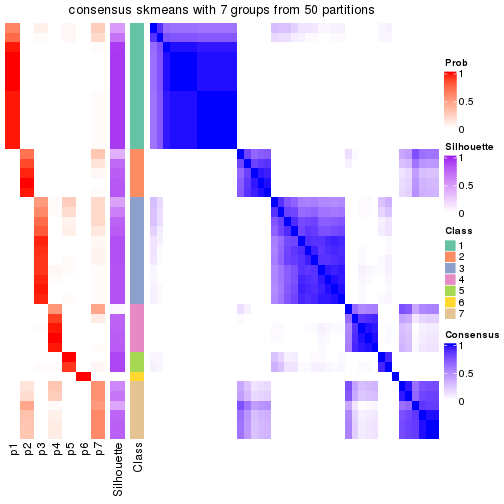 consensus skmeans with 7 groups from 50 partitions
Prob
1
0.5
0
Silhouette
1
0.5
0
Class
1
2
3
4
5
6
7
Consensus
1
0.5
0
p1
p2
p3
p4
p5
p6
p7
Silhouette
Class